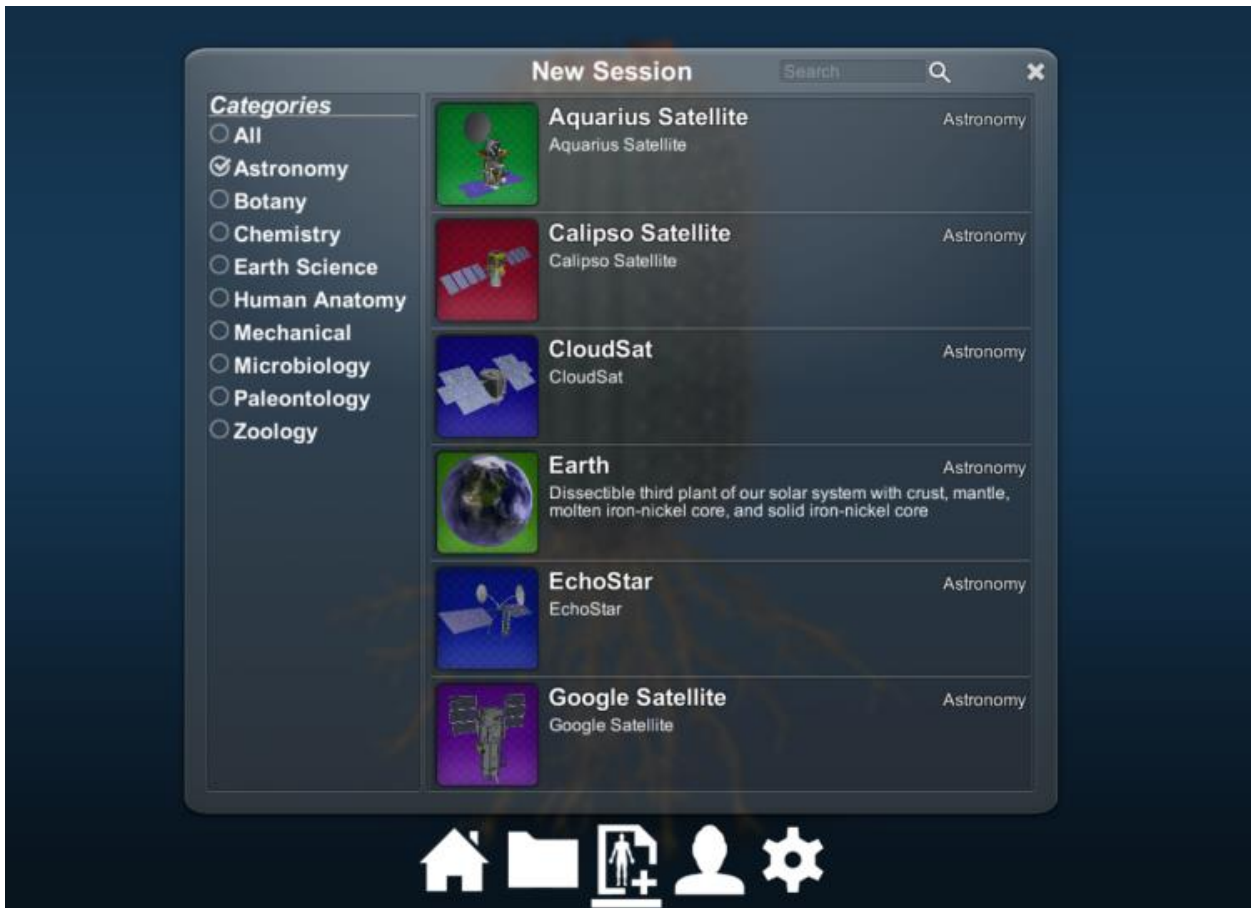 New Session
Search
Categories
All
Astronomy
Botany
Chemistry
Earth Science
Human Anatomy
Mechanical
Microbiology
Paleontology
Zoology
Aquarius Satellite
Astronomy
Aquarius Satellite
Calipso Satellite
Astronomy
Calipso Satellite
CloudSat
Astronomy
CloudSat
Earth
Astronomy
Dissectible third plant of our solar system with crust, mantle,
molten iron-nickel core, and solid iron-nickel core
EchoStar
Astronomy
EchoStar
Google Satellite
Astronomy
Google Satellite